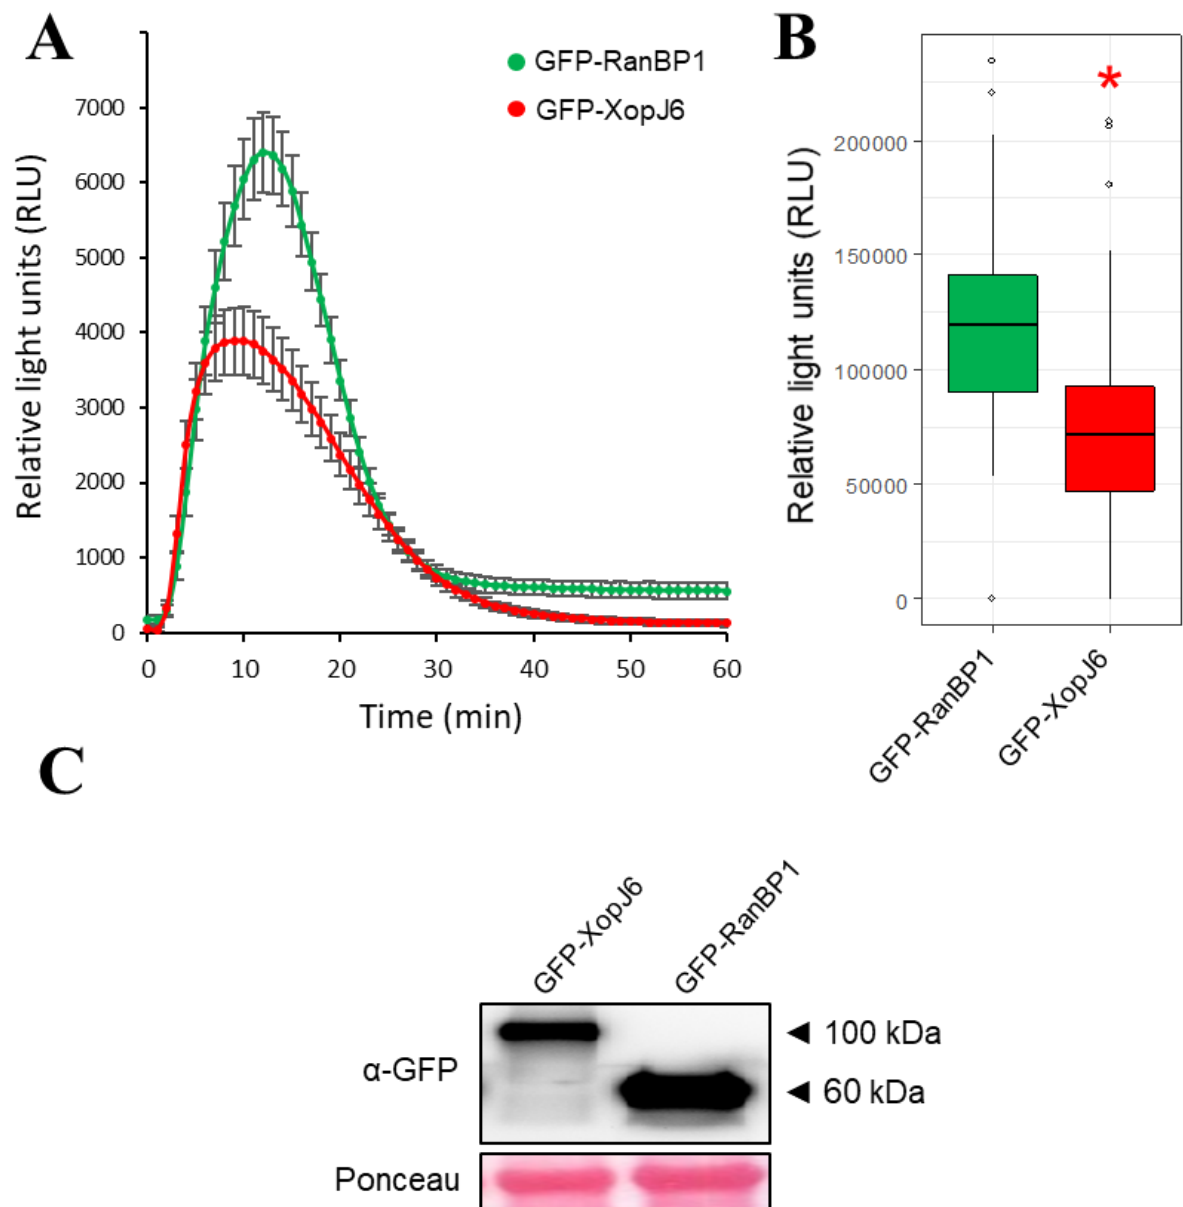 A
GFP-RanBP1
GFP-XopJ6
Relative light units (RLU)
7000
6000
5000
4000
3000
2000
1000
0
0 10 20 30 40 50 60
Time (min)
B
*
Relative light units (RLU)
200000
150000
100000
50000
0
GFP-RanBP1
GFP-XopJ6
C
GFP-XopJ6
GFP-RanBP1
α-GFP
◄ 100 kDa
◄ 60 kDa
Ponceau